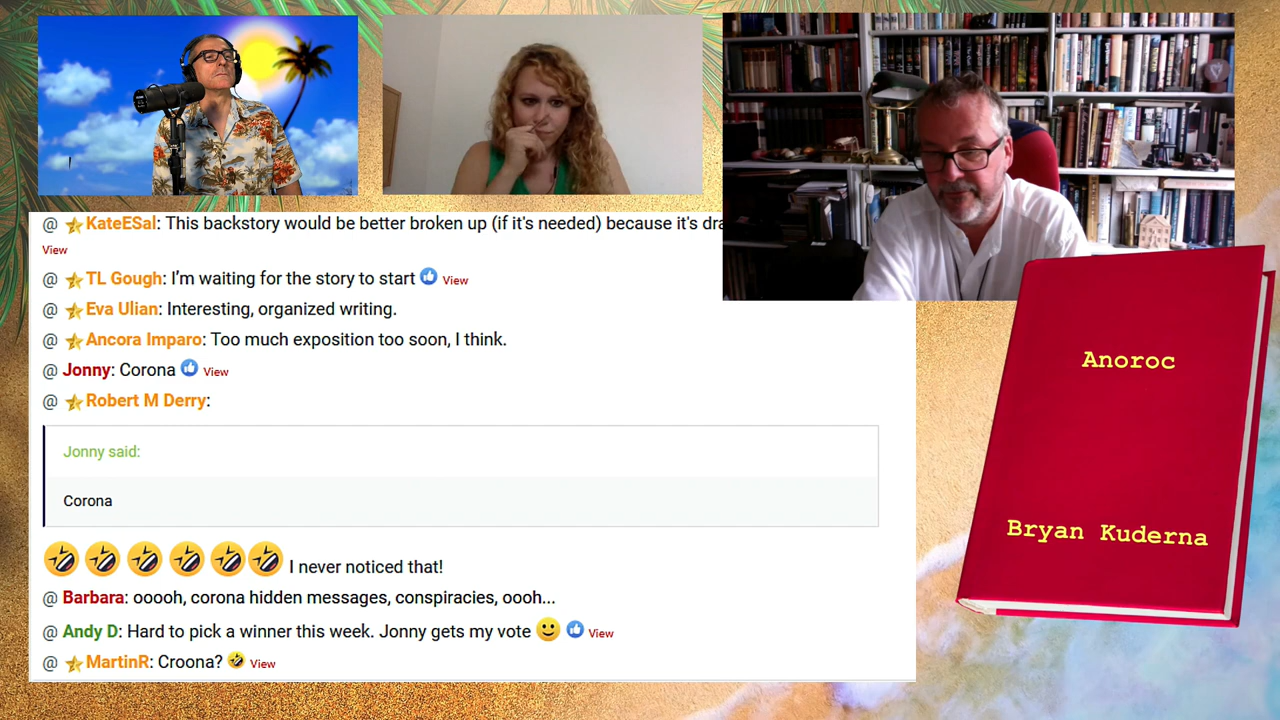 @ KateESal: This backstory would be better broken up (if it's needed) because it's dra
View
@ TL Gough: I'm waiting for the story to start View
@ Eva Ulian: Interesting, organized writing.
@ Ancora Imparo: Too much exposition too soon, I think.
@ Jonny: Corona View
@ Robert M Derry:
Jonny said:
Corona
I never noticed that!
@ Barbara: ooooh, corona hidden messages, conspiracies, oooh...
@ Andy D: Hard to pick a winner this week. Jonny gets my vote View
@ MartinR: Croona? View
Anoroc
Bryan Kuderna